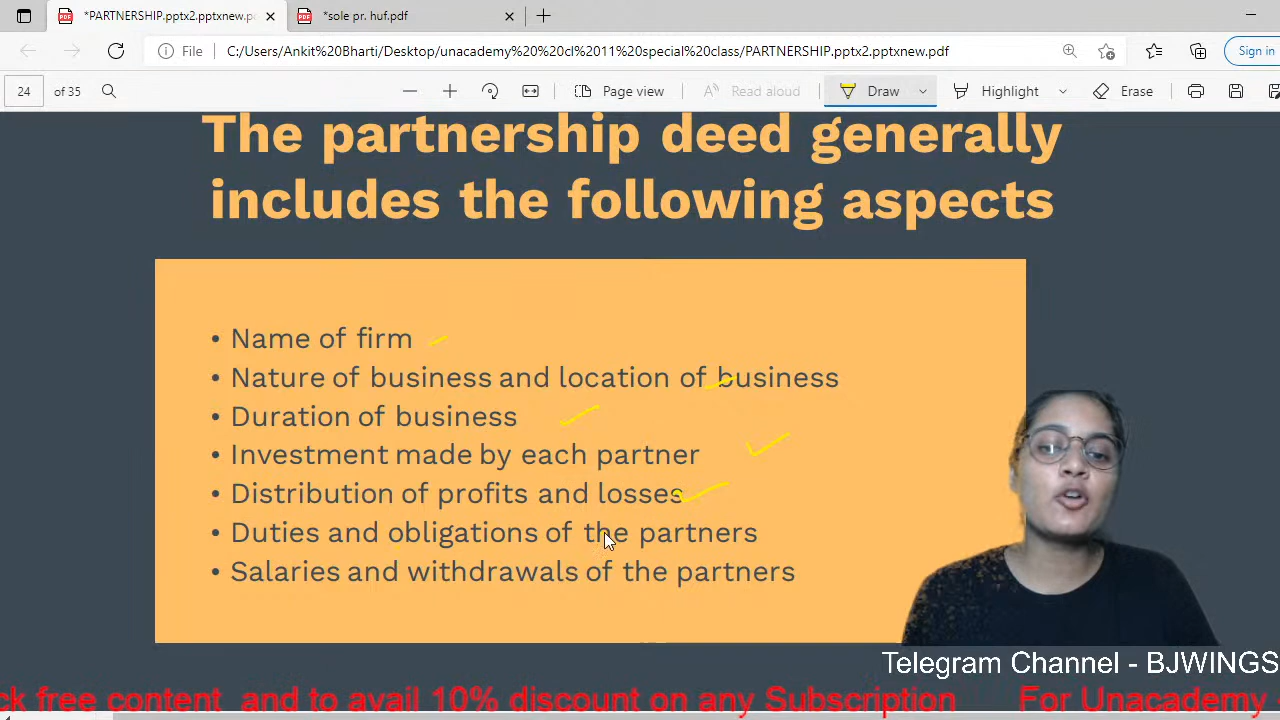 *PARTNERSHIP.pptx2.pptxnew.p
*sole pr. huf.pdf
File
C:/Users/Ankit%20Bharti/Desktop/unacademy%20%20cl%2011%20special%20class/PARTNERSHIP.pptx2.pptxnew.pdf
Sign in
24 of 35
Page view
Read aloud
Draw
Highlight
Erase
The partnership deed generally
includes the following aspects
• Name of firm
• Nature of business and location of business
• Duration of business
• Investment made by each partner
• Distribution of profits and losses
• Duties and obligations of the partners
• Salaries and withdrawals of the partners
Telegram Channel - BJWINGS
ck free content and to avail 10% discount on any Subscription For Unacademy